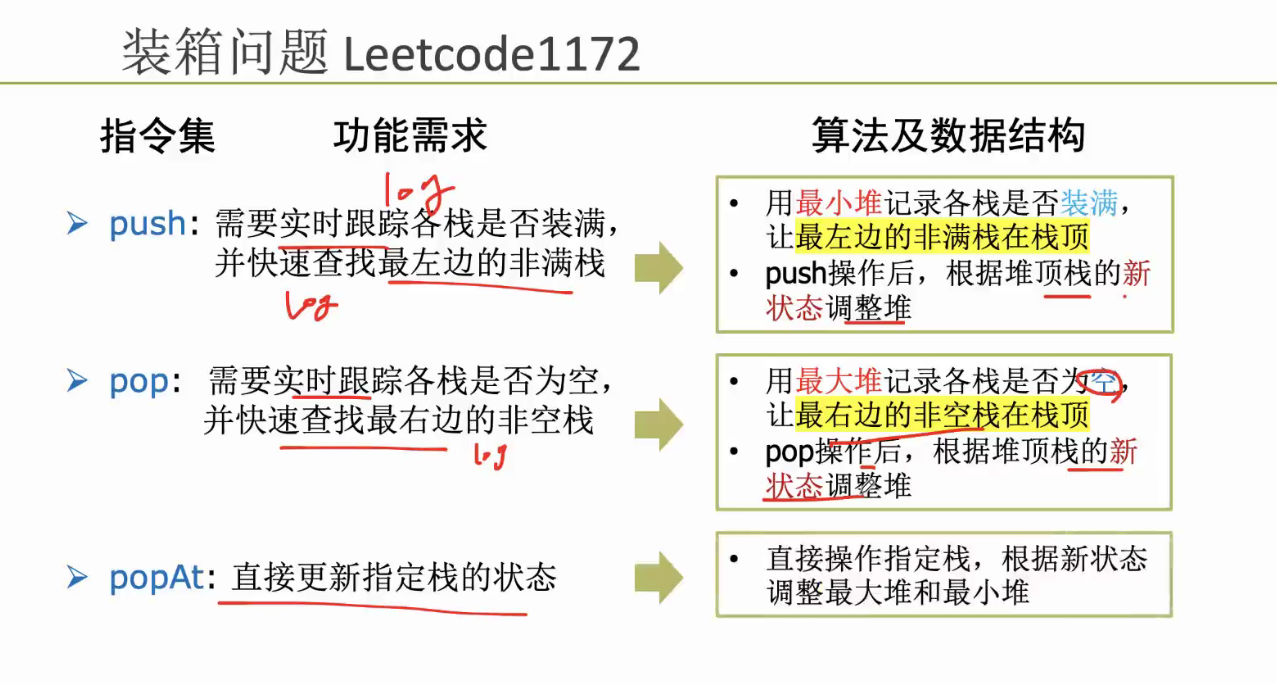 装箱问题 Leetcode1172
指令集 功能需求 算法及数据结构
log
➢ push: 需要实时跟踪各栈是否装满，
并快速查找最左边的非满栈
log
• 用最小堆记录各栈是否装满，
让最左边的非满栈在栈顶
• push操作后，根据堆顶栈的新
状态调整堆
➢ pop: 需要实时跟踪各栈是否为空，
并快速查找最右边的非空栈
log
• 用最大堆记录各栈是否为空，
让最右边的非空栈在栈顶
• pop操作后，根据堆顶栈的新
状态调整堆
➢ popAt: 直接更新指定栈的状态
• 直接操作指定栈，根据新状态
调整最大堆和最小堆